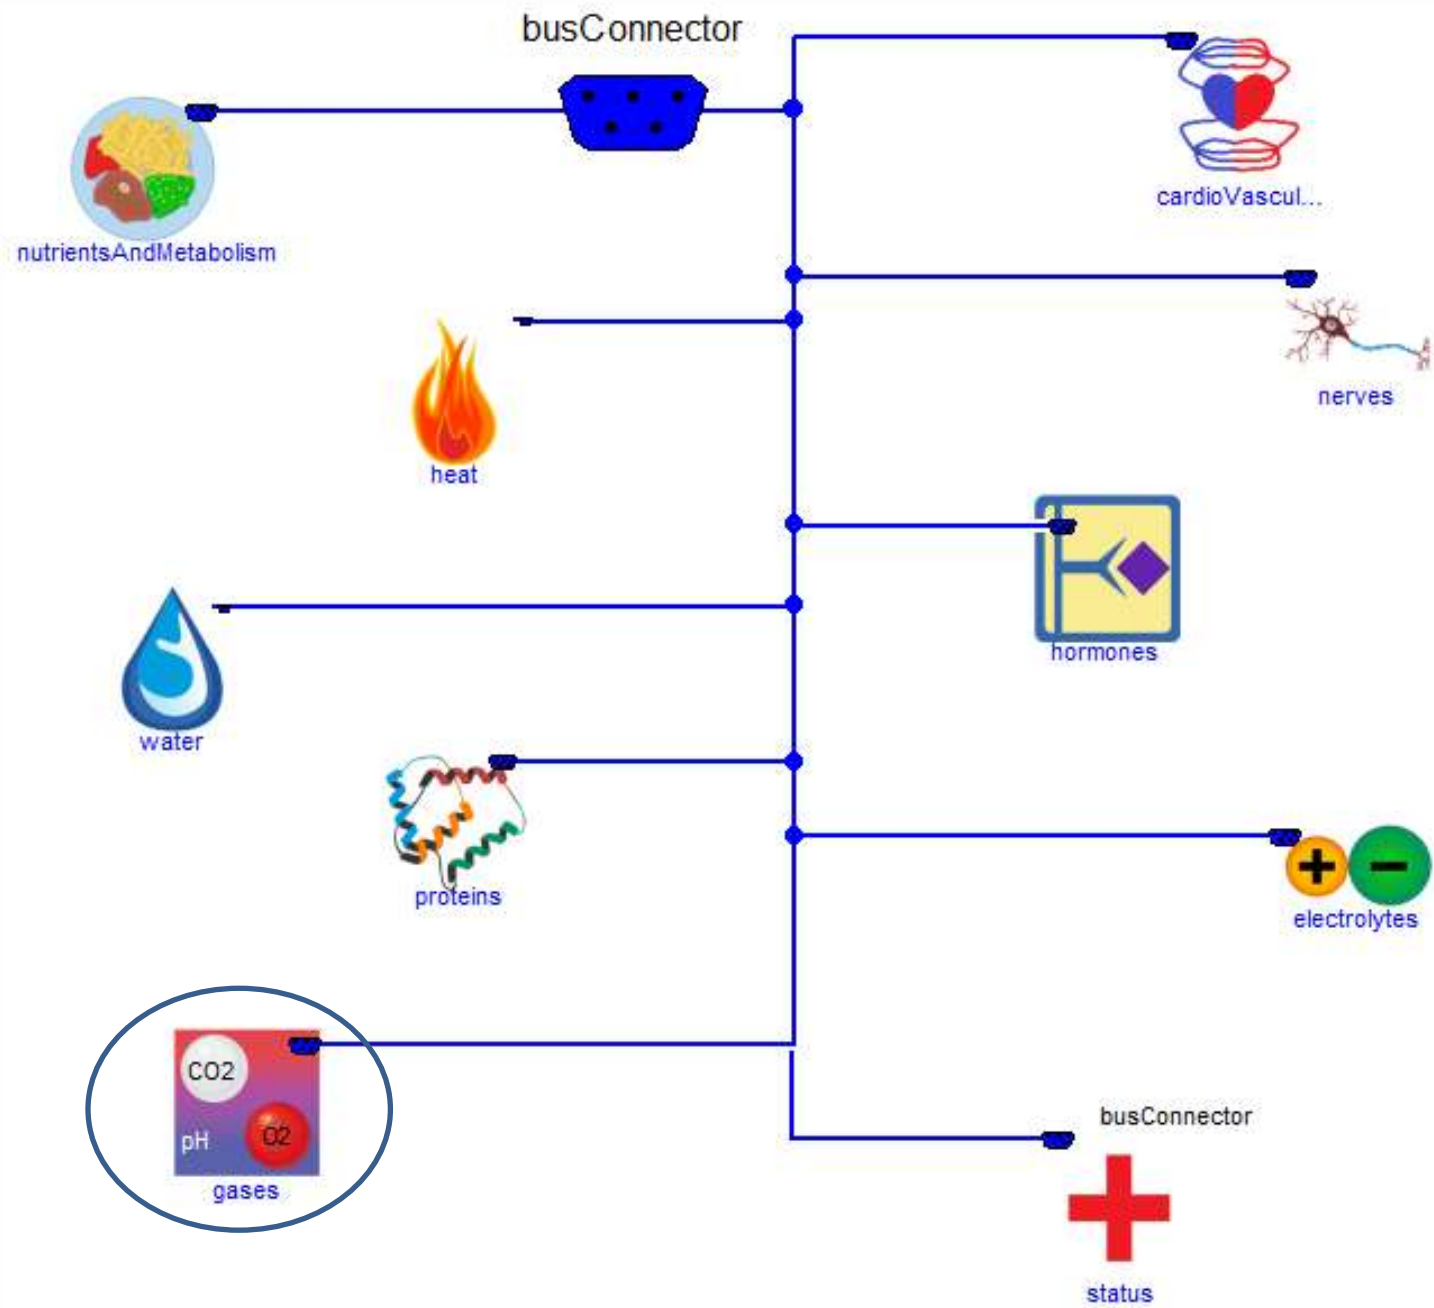 busConnector
cardioVascul...
nutrientsAndMetabolism
nerves
heat
hormones
water
proteins
+
−
electrolytes
CO2
pH
O2
gases
busConnector
status